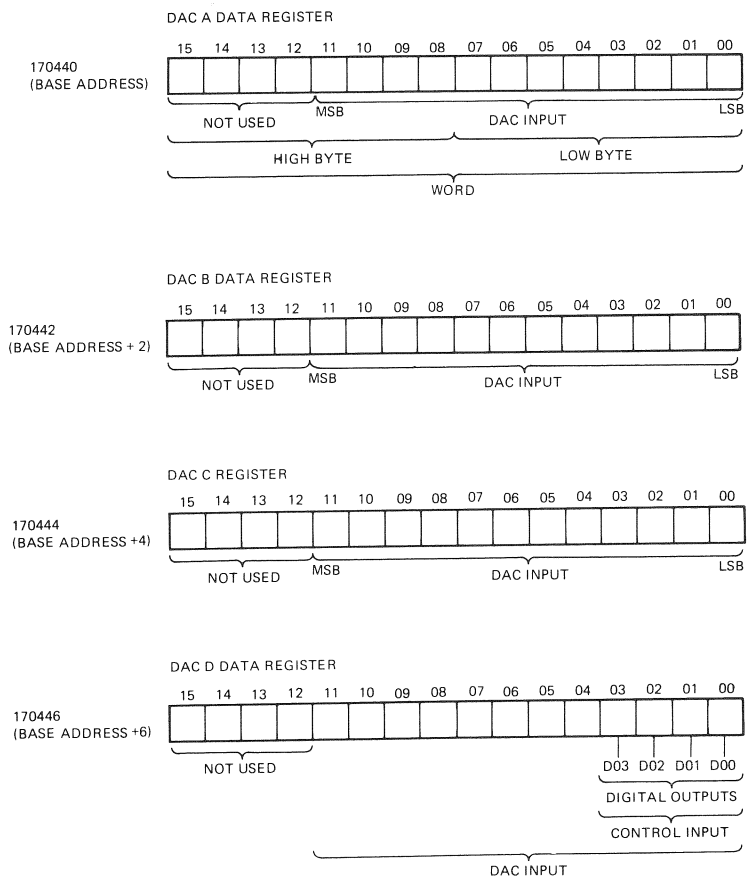 DAC A DATA REGISTER
15 14 13 12 11 10 09 08 07 06 05 04 03 02 01 00
170440
(BASE ADDRESS)
NOT USED MSB DAC INPUT LSB
HIGH BYTE LOW BYTE
WORD
DAC B DATA REGISTER
15 14 13 12 11 10 09 08 07 06 05 04 03 02 01 00
170442
(BASE ADDRESS + 2)
NOT USED MSB DAC INPUT LSB
DAC C REGISTER
15 14 13 12 11 10 09 08 07 06 05 04 03 02 01 00
170444
(BASE ADDRESS +4)
NOT USED MSB DAC INPUT LSB
DAC D DATA REGISTER
15 14 13 12 11 10 09 08 07 06 05 04 03 02 01 00
170446
(BASE ADDRESS +6)
NOT USED D03 D02 D01 D00
DIGITAL OUTPUTS
CONTROL INPUT
DAC INPUT